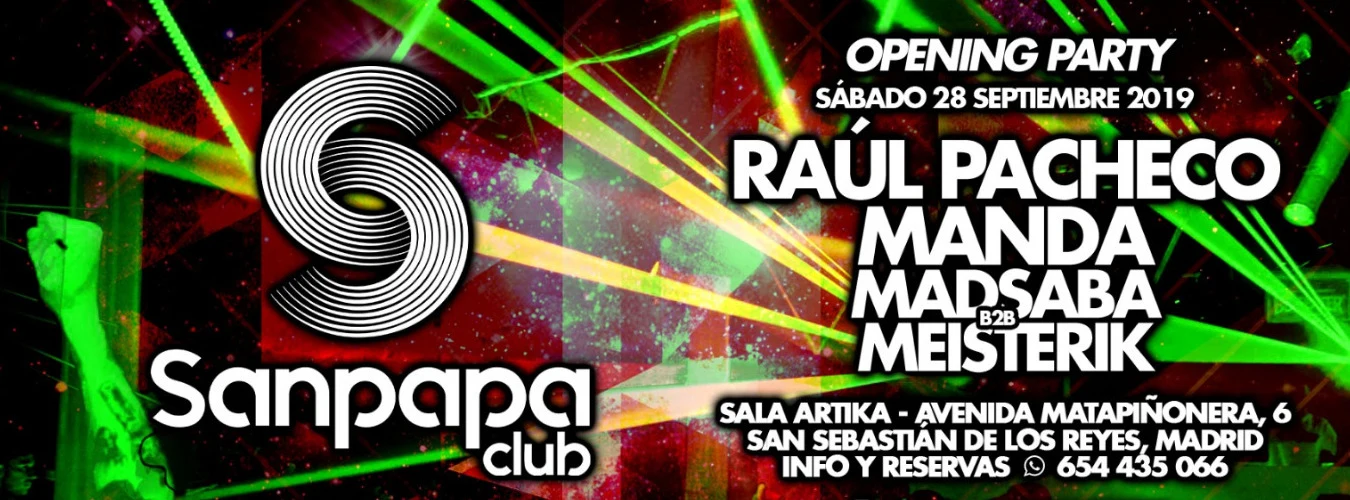 Sanpapa
club
OPENING PARTY
SÁBADO 28 SEPTIEMBRE 2019
RAÚL PACHECO
MANDA
MADSABA
B2B
MEISTERIK
SALA ARTIKA - AVENIDA MATAPIÑONERA, 6
SAN SEBASTIÁN DE LOS REYES, MADRID
INFO Y RESERVAS 654 435 066